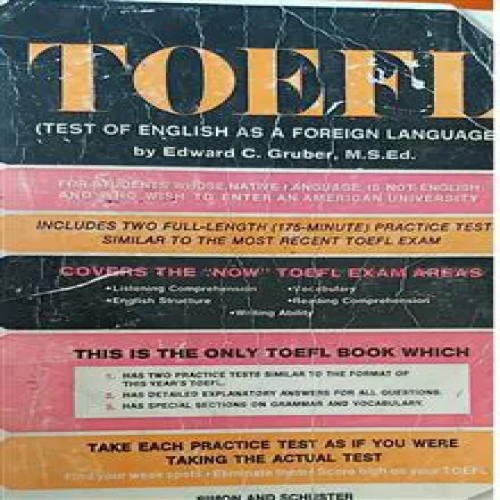 TOEFL
(TEST OF ENGLISH AS A FOREIGN LANGUAGE
by Edward C. Gruber, M.S.Ed.
FOR STUDENTS WHOSE NATIVE LANGUAGE IS NOT ENGLISH
AND WHO WISH TO ENTER AN AMERICAN UNIVERSITY
INCLUDES TWO FULL-LENGTH (175-MINUTE) PRACTICE TEST
SIMILAR TO THE MOST RECENT TOEFL EXAM
COVERS THE "NOW" TOEFL EXAM AREAS
•Listening Comprehension •Vocabulary
•English Structure •Reading Comprehension
•Writing Ability
THIS IS THE ONLY TOEFL BOOK WHICH
1. HAS TWO PRACTICE TESTS SIMILAR TO THE FORMAT OF
THIS YEAR'S TOEFL.
2. HAS DETAILED EXPLANATORY ANSWERS FOR ALL QUESTIONS.
3. HAS SPECIAL SECTIONS ON GRAMMAR AND VOCABULARY.
TAKE EACH PRACTICE TEST AS IF YOU WERE
TAKING THE ACTUAL TEST
Find your weak spots • Eliminate them • Score high on your TOEFL
SIMON AND SCHUSTER